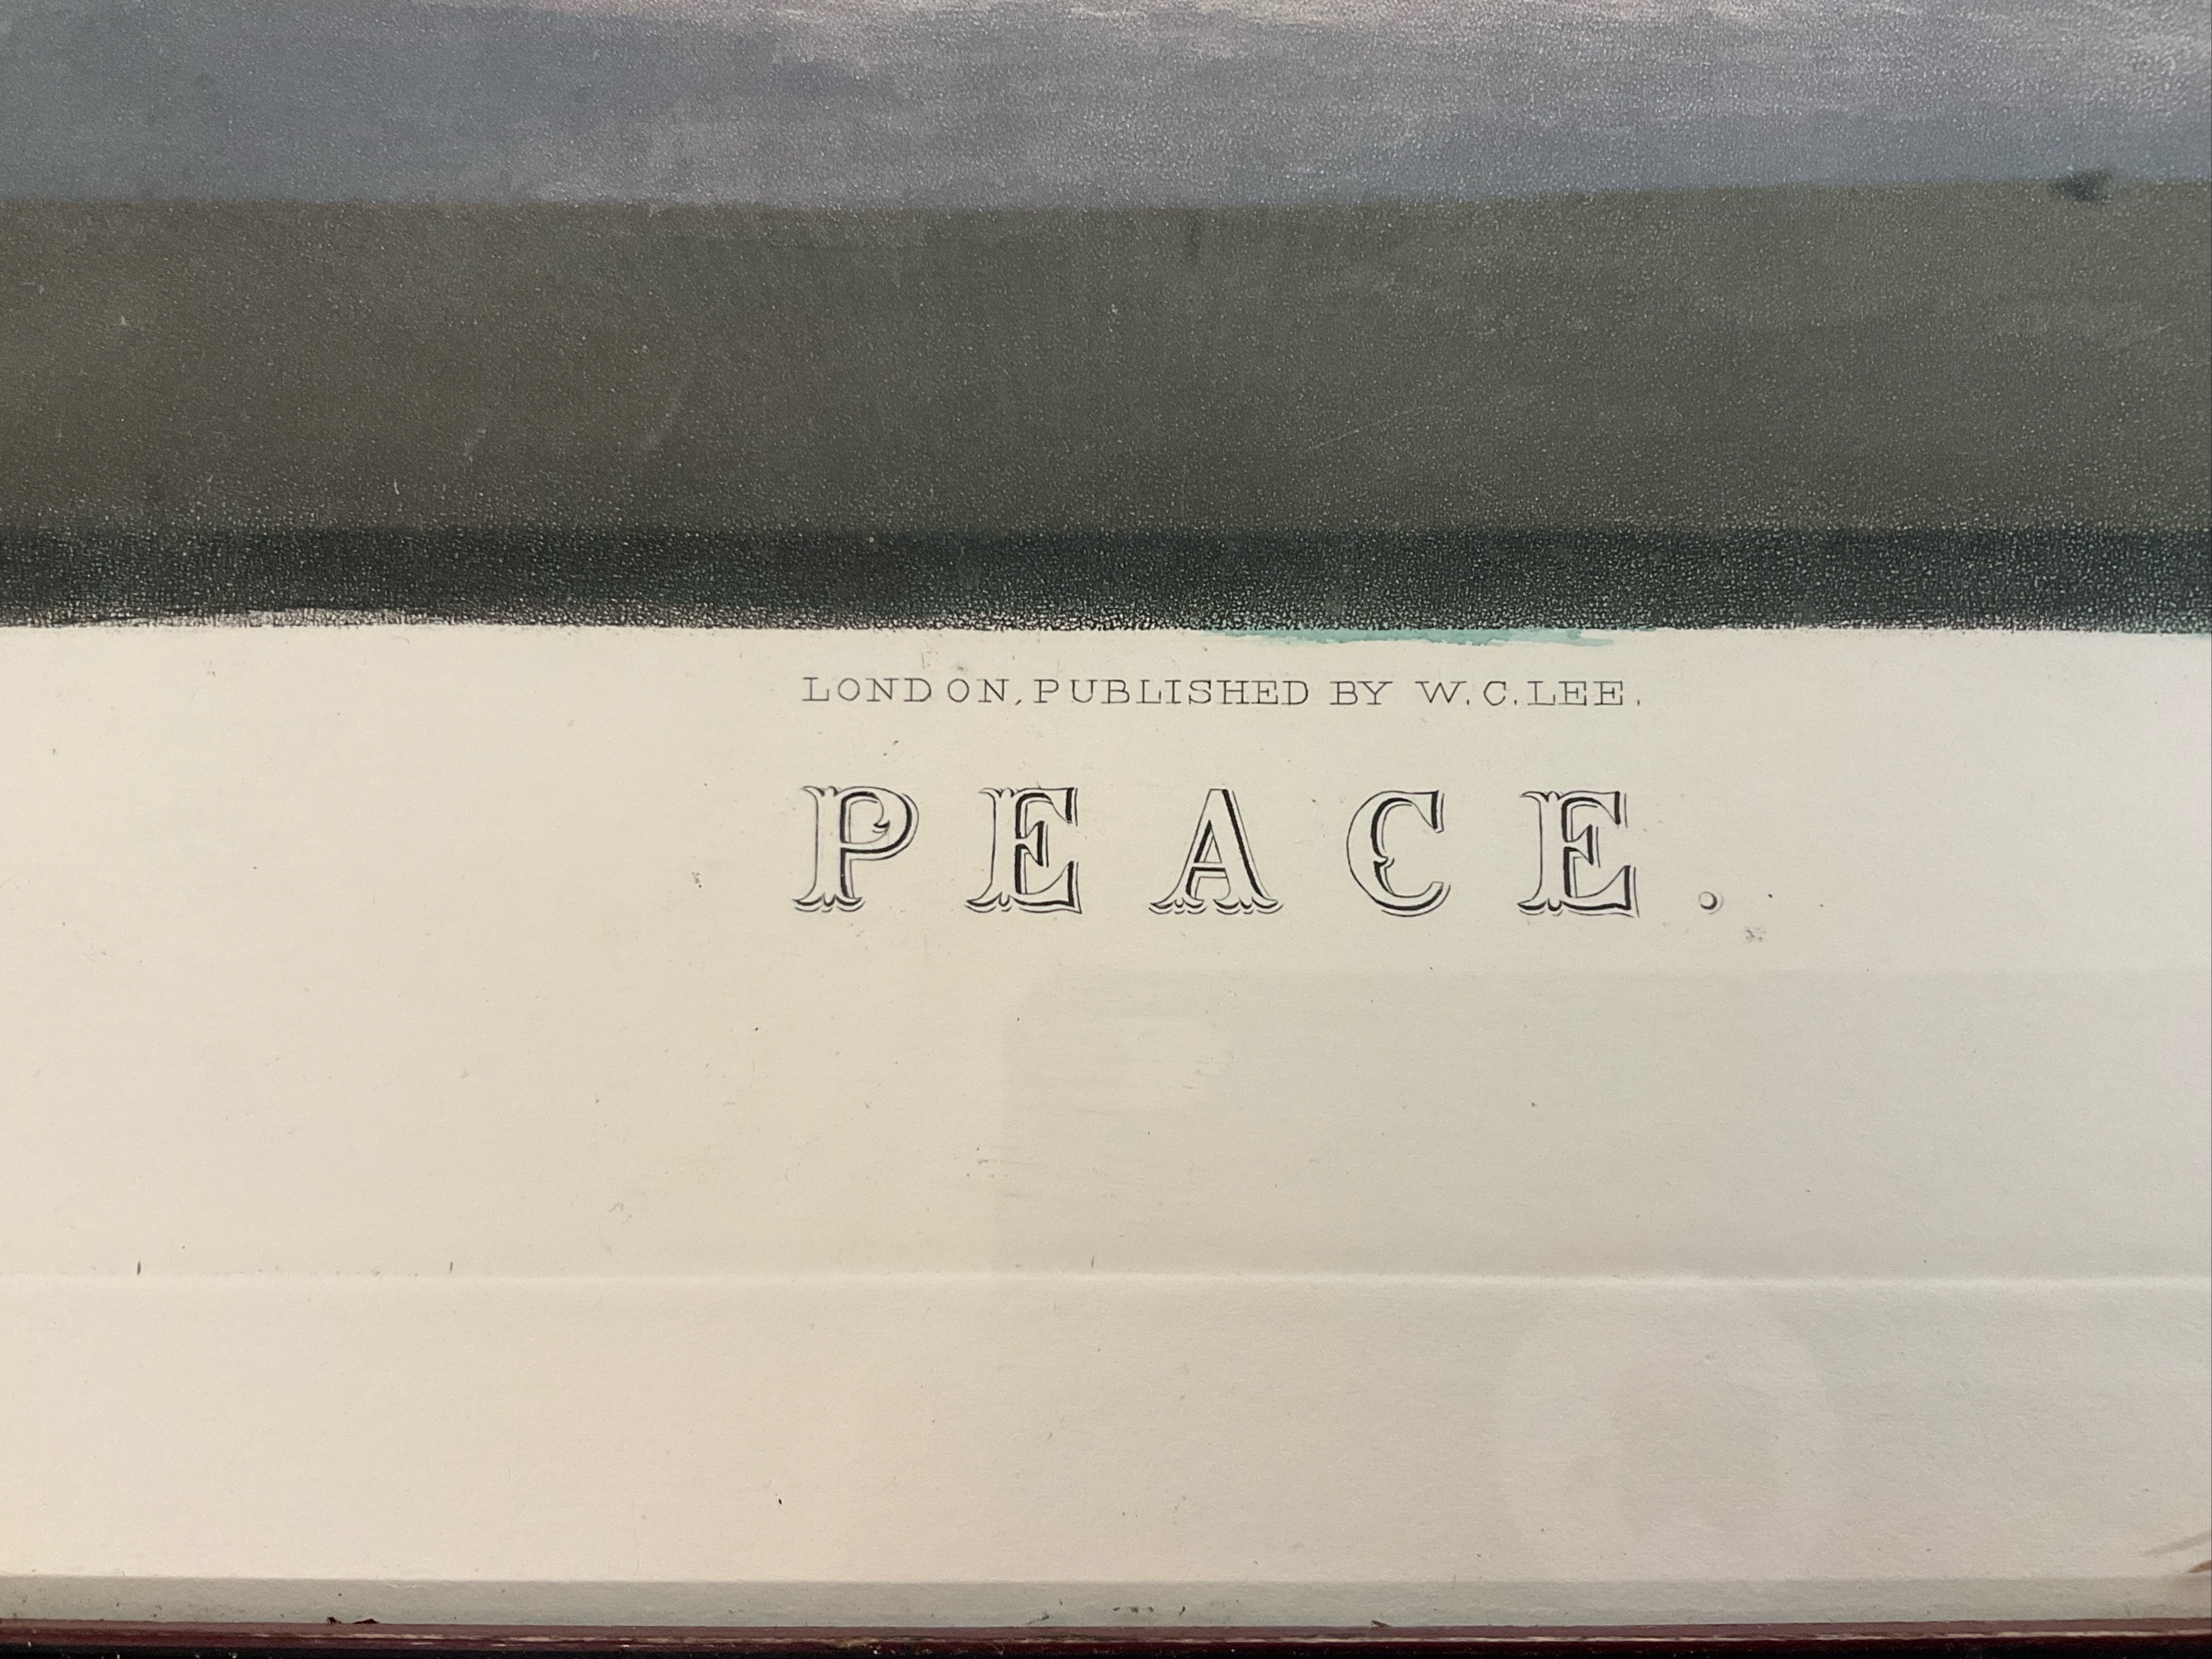 LONDON, PUBLISHED BY W. C. LEE.
PEACE.